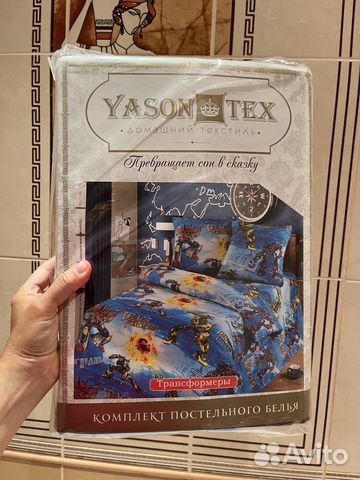 YASON TEX
ДОМАШНИЙ ТЕКСТИЛЬ
Превращает сон в сказку
Трансформеры
КОМПЛЕКТ ПОСТЕЛЬНОГО БЕЛЬЯ
Avito